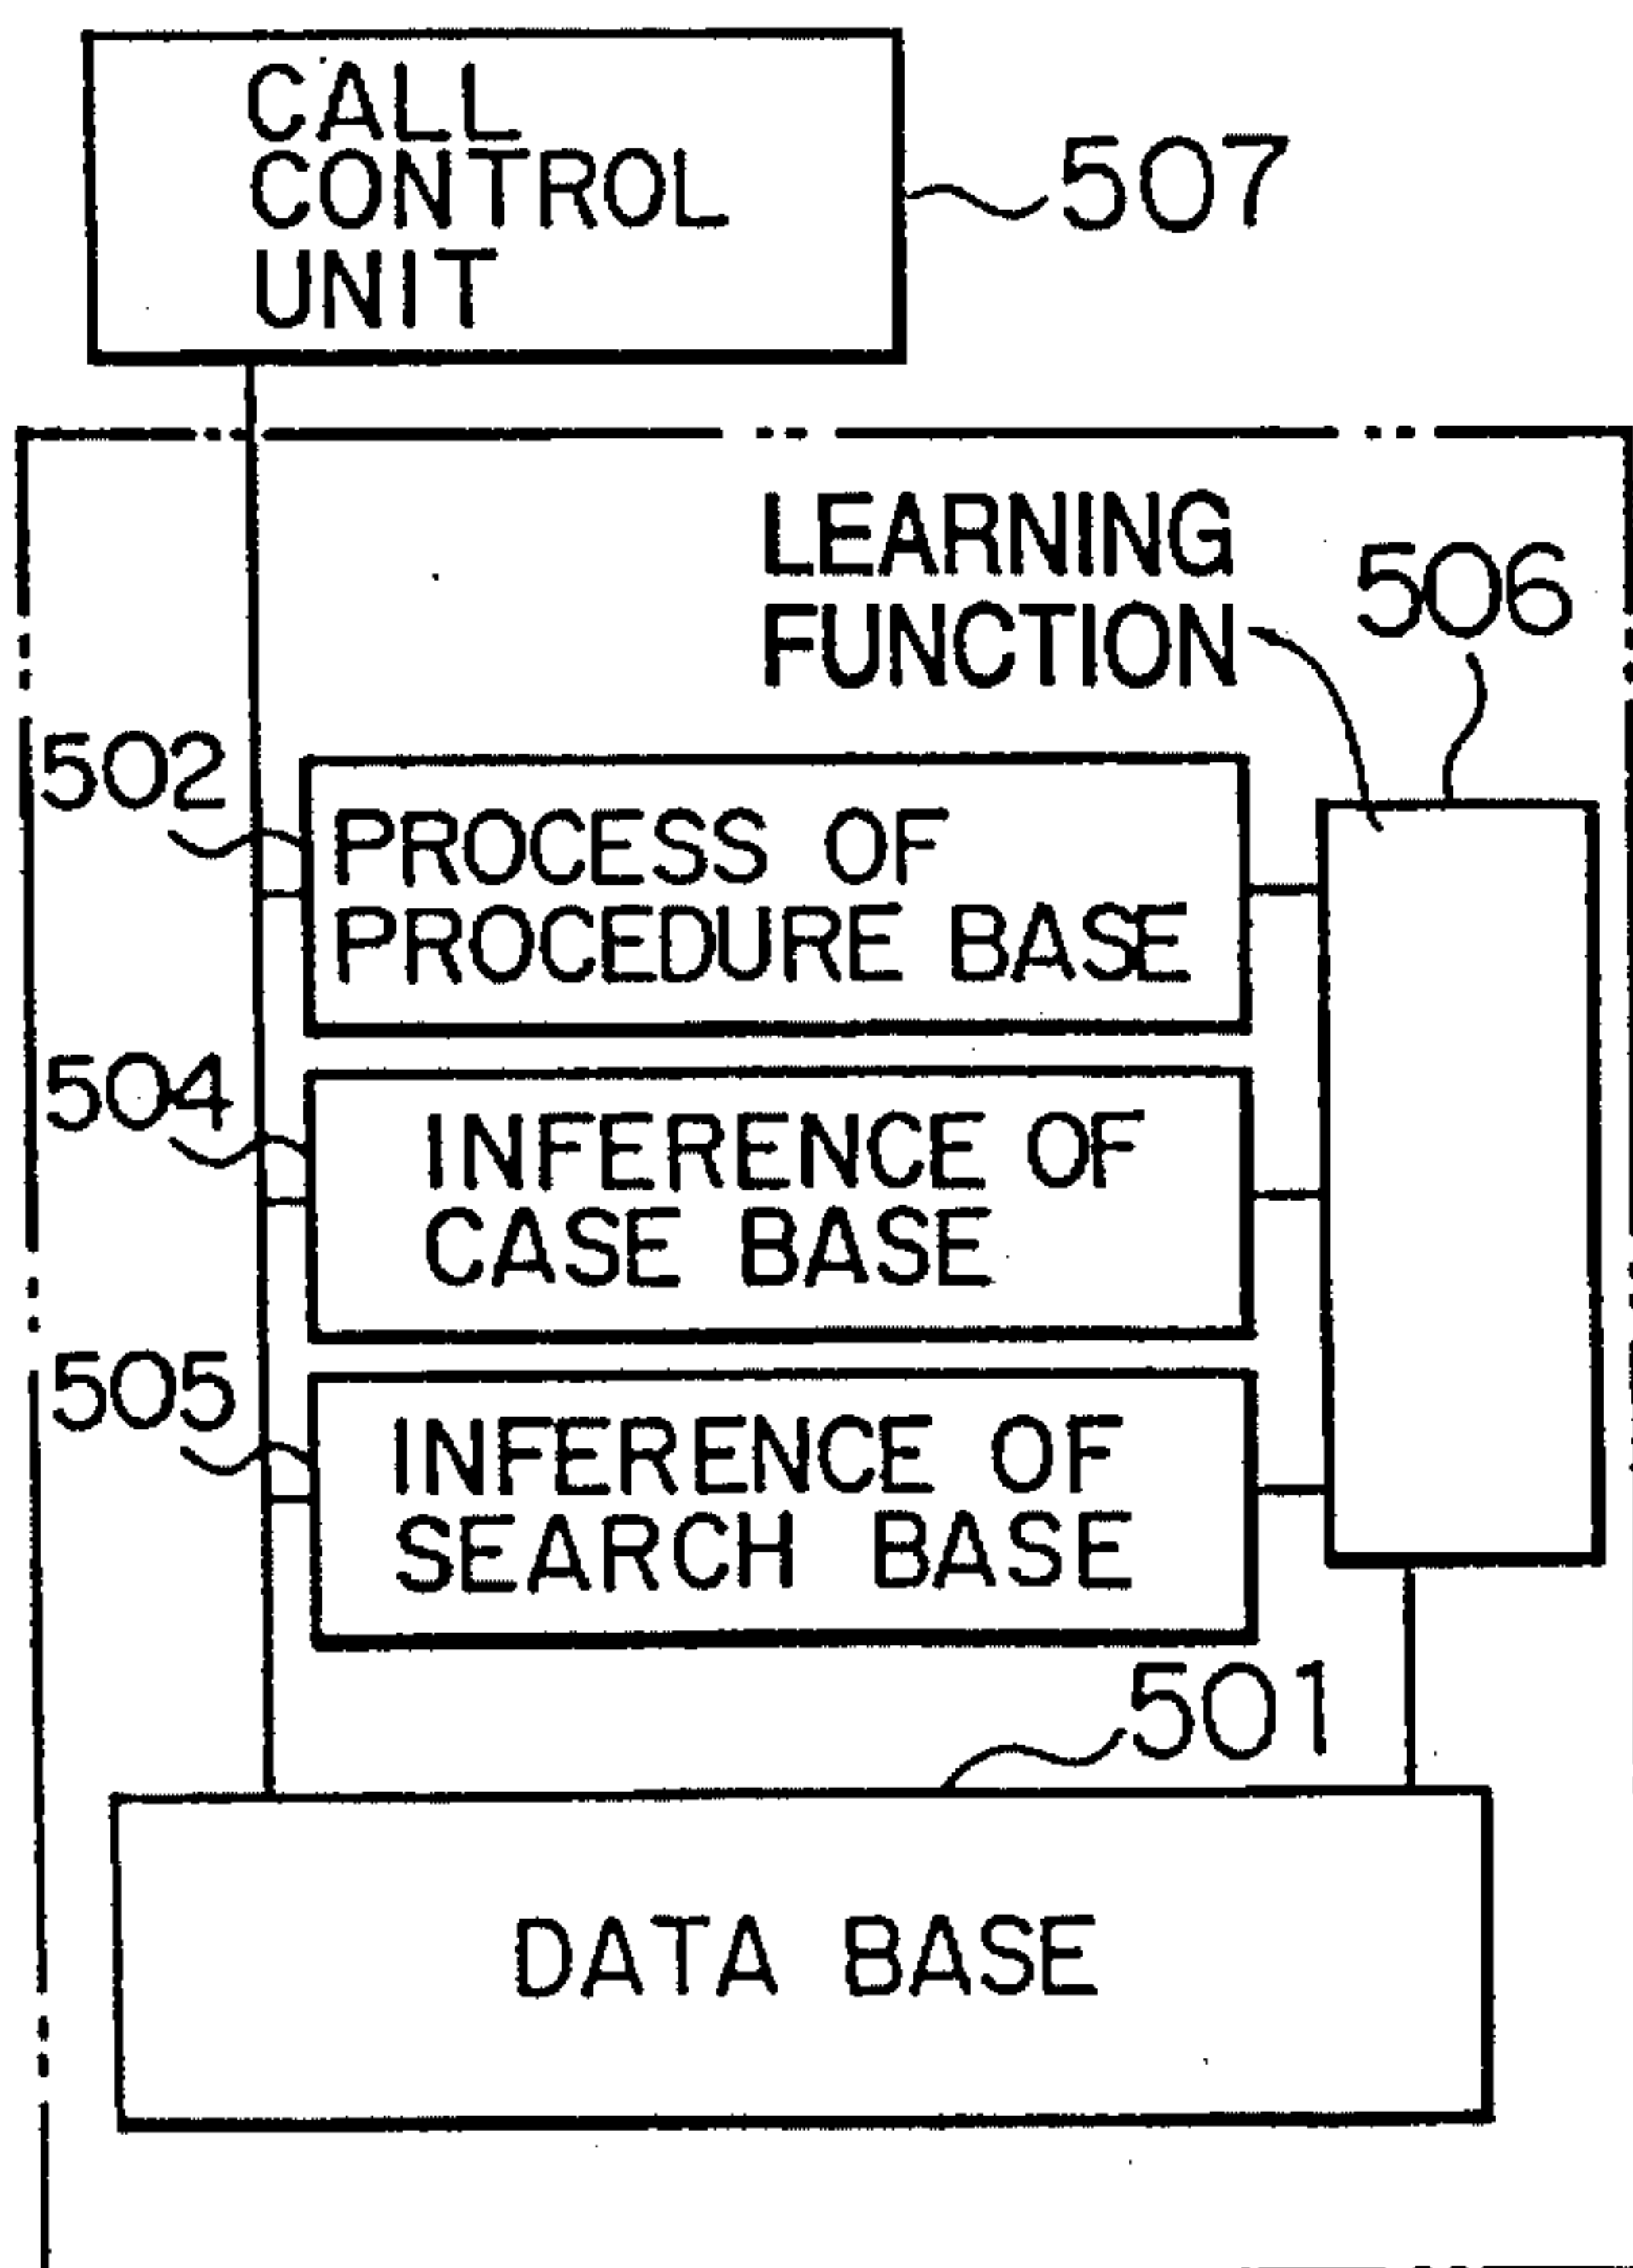 CALL
CONTROL
UNIT
507
LEARNING
FUNCTION
506
502
PROCESS OF
PROCEDURE BASE
504
INFERENCE OF
CASE BASE
505
INFERENCE OF
SEARCH BASE
501
DATA BASE